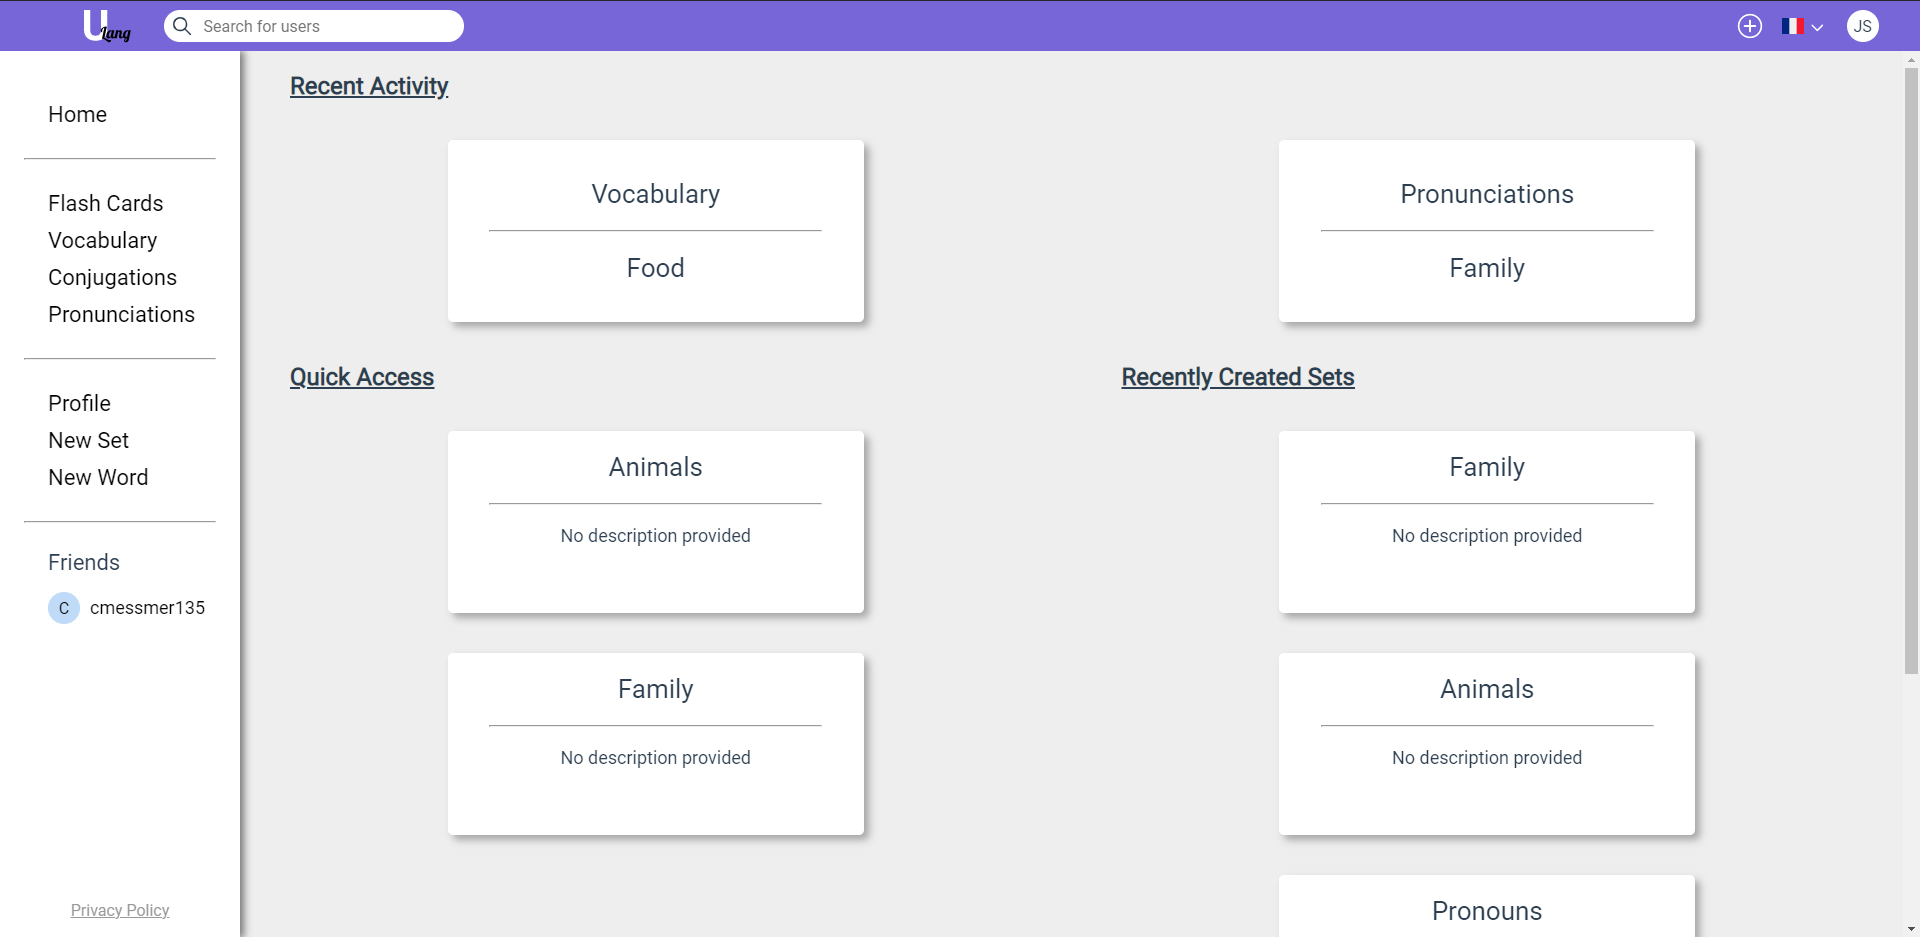 ULang
Search for users
JS
Home
Flash Cards
Vocabulary
Conjugations
Pronunciations
Profile
New Set
New Word
Friends
C cmessmer135
Privacy Policy
Recent Activity
Vocabulary
Food
Pronunciations
Family
Quick Access
Animals
No description provided
Family
No description provided
Recently Created Sets
Family
No description provided
Animals
No description provided
Pronouns